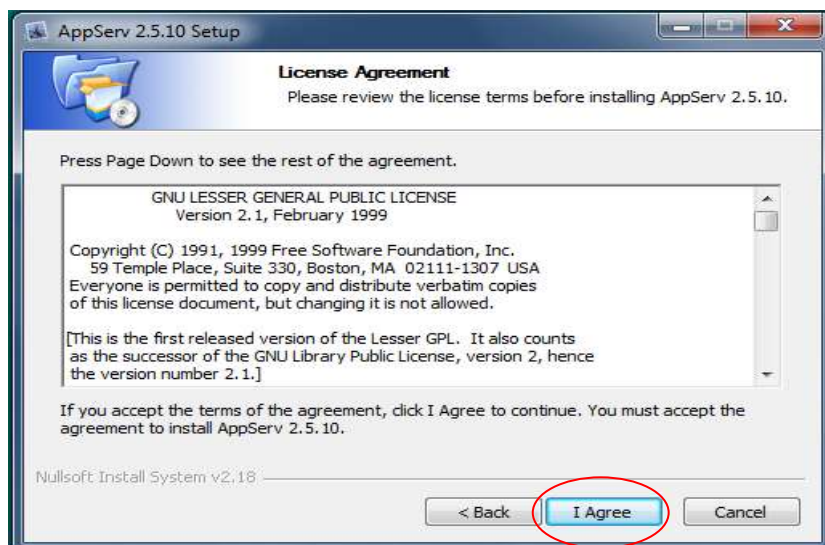 AppServ 2.5.10 Setup
License Agreement
Please review the license terms before installing AppServ 2.5.10.
Press Page Down to see the rest of the agreement.
GNU LESSER GENERAL PUBLIC LICENSE
Version 2.1, February 1999
Copyright (C) 1991, 1999 Free Software Foundation, Inc.
59 Temple Place, Suite 330, Boston, MA  02111-1307  USA
Everyone is permitted to copy and distribute verbatim copies
of this license document, but changing it is not allowed.
[This is the first released version of the Lesser GPL.  It also counts
as the successor of the GNU Library Public License, version 2, hence
the version number 2.1.]
If you accept the terms of the agreement, click I Agree to continue. You must accept the
agreement to install AppServ 2.5.10.
Nullsoft Install System v2.18
< Back
I Agree
Cancel